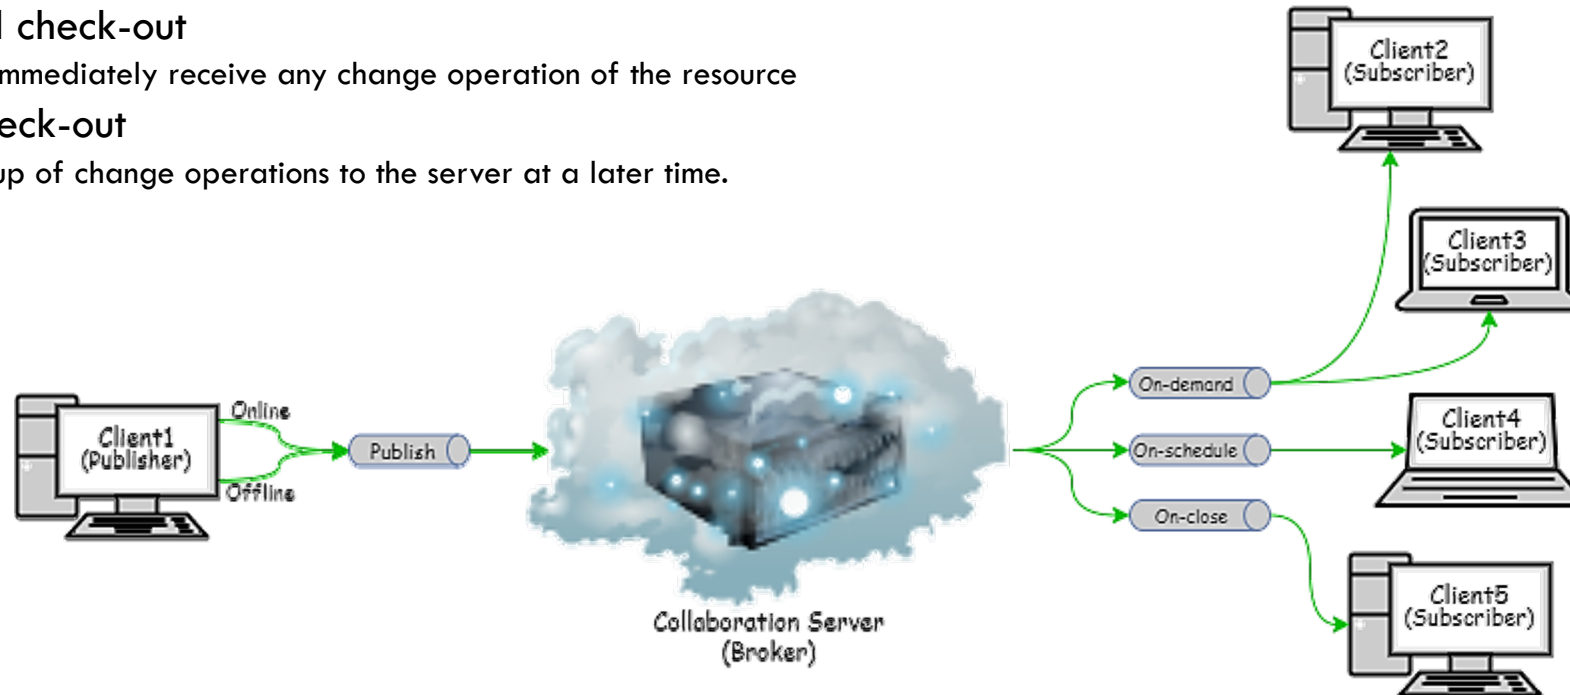 check-out
mmediately receive any change operation of the resource
eck-out
up of change operations to the server at a later time.
Client2
(Subscriber)
Client3
(Subscriber)
Online
Client1
(Publisher)
Offline
Publish
On-demand
On-schedule
On-close
Client4
(Subscriber)
Client5
(Subscriber)
Collaboration Server
(Broker)